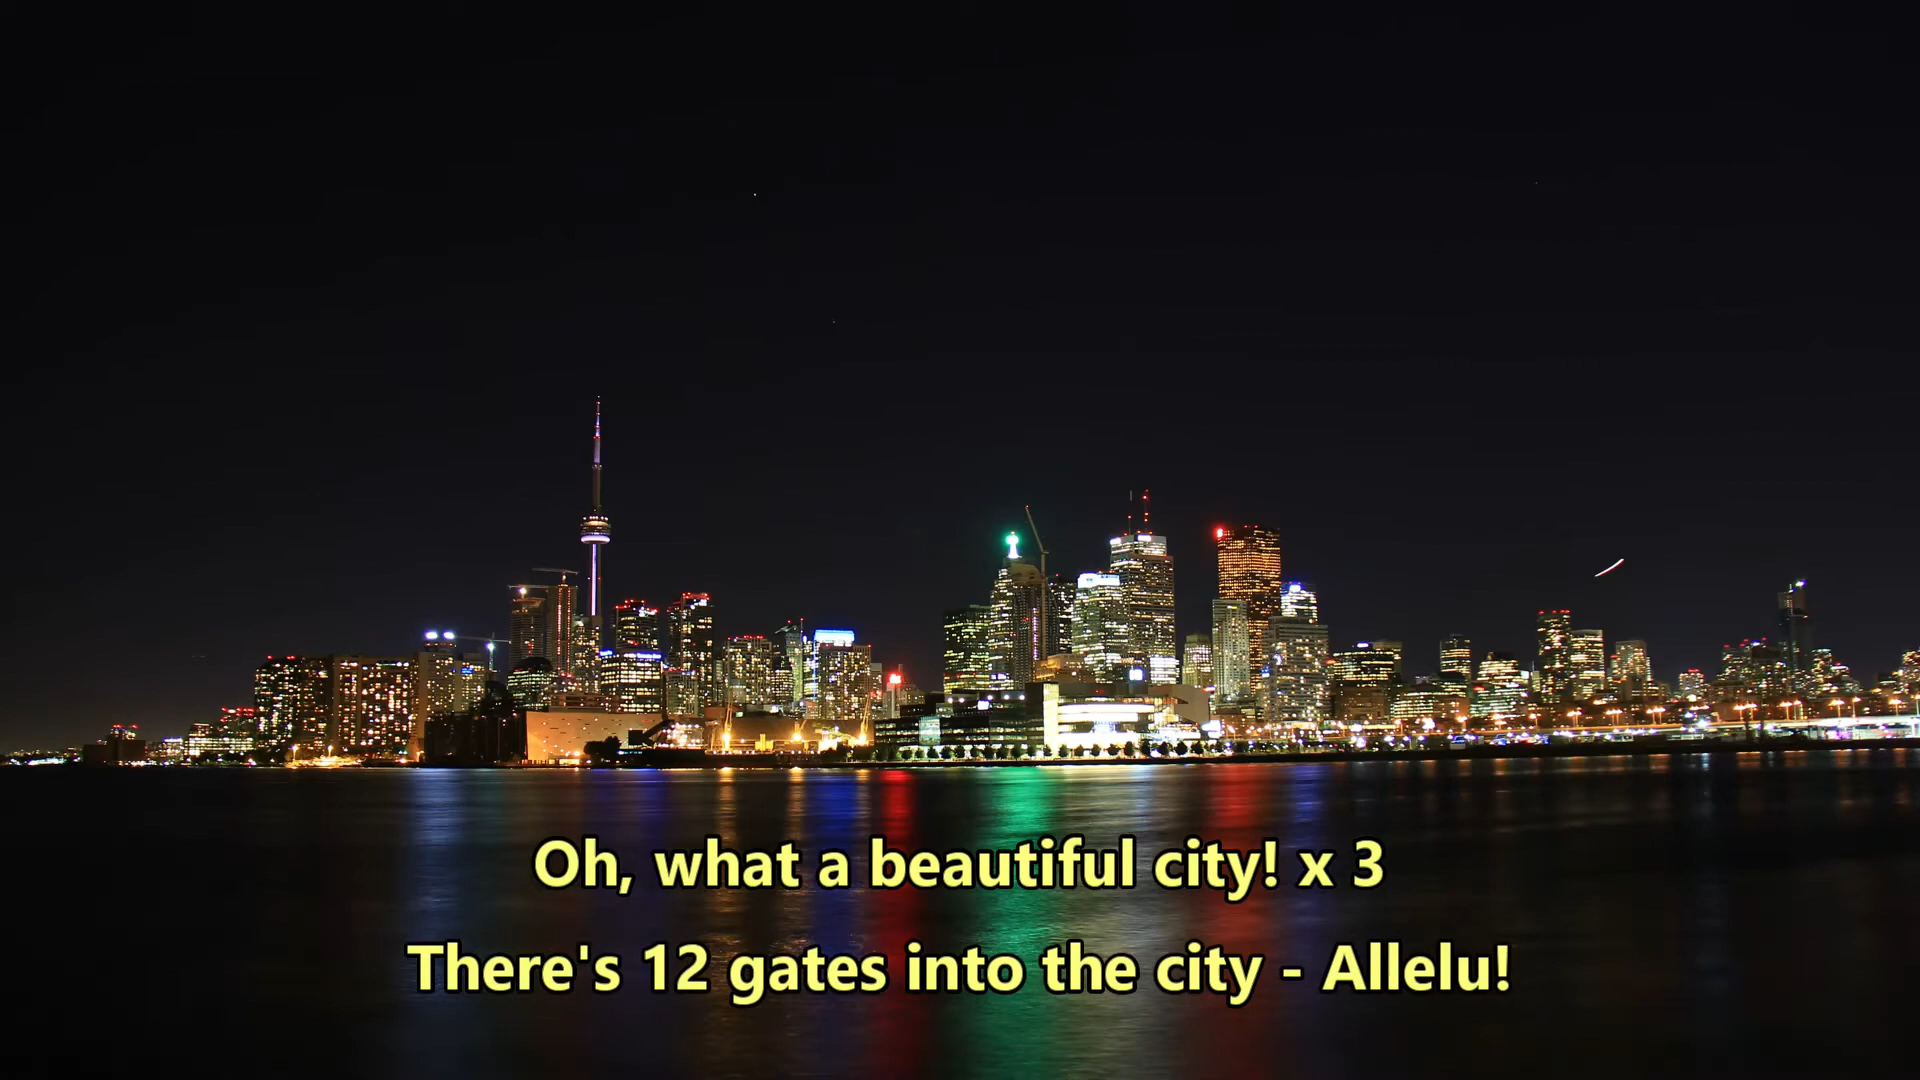 Oh, what a beautiful city! x 3
There's 12 gates into the city - Allelu!